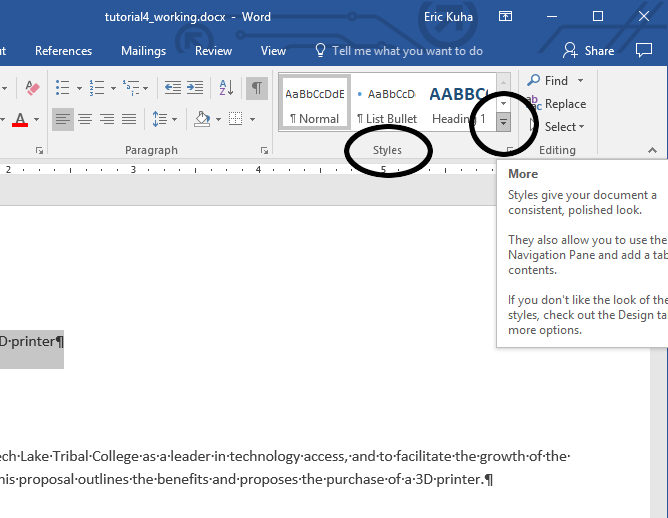 tutorial4_working.docx - Word
Eric Kuha
References Mailings Review View Tell me what you want to do Share
AaBbCcDdE AaBbCcDc AABBC
¶ Normal ¶ List Bullet Heading 1
Find
Replace
Select
Paragraph Styles Editing
2 3 4 5
More
Styles give your document a
consistent, polished look.
They also allow you to use the
Navigation Pane and add a tab
contents.
If you don't like the look of the
styles, check out the Design ta
more options.
D·printer¶
ech·Lake·Tribal·College·as·a·leader·in·technology·access,·and·to·facilitate·the·growth·of·the·
his·proposal·outlines·the·benefits·and·proposes·the·purchase·of·a·3D·printer.¶